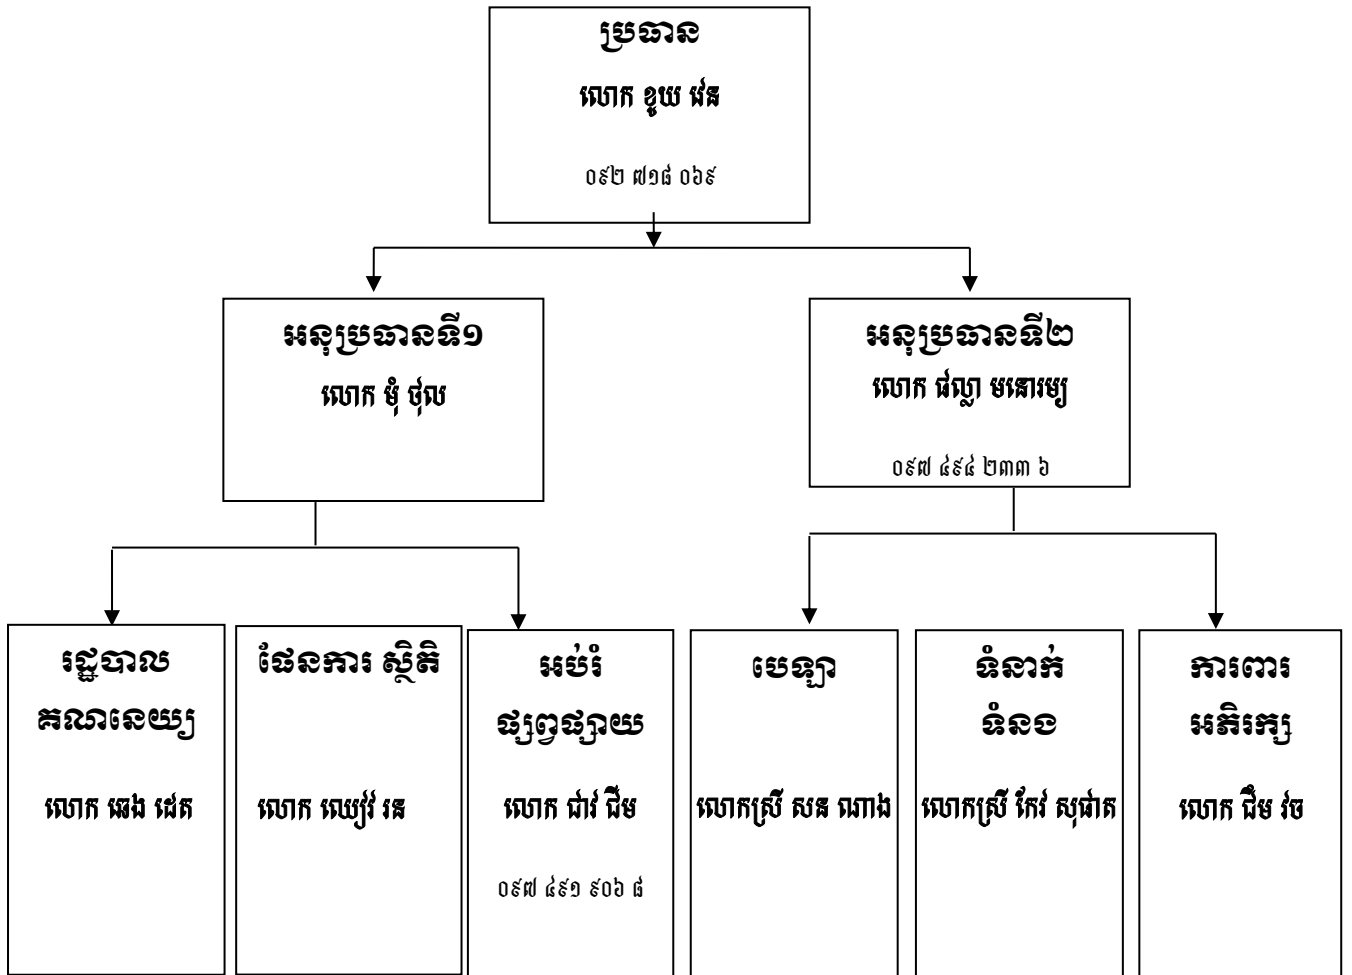 ប្រធាន
លោក ខួយ វេន
០៩២ ៧១៨ ០៦៩
អនុប្រធានទី១
លោក ម៉ុំ ថុល
អនុប្រធានទី២
លោក ផល្លា មនោរម្យ
០៩៧ ៤៩៤ ២៣៣ ៦
រដ្ឋបាល
គណនេយ្យ
លោក ឆេង ដេត
ផែនការ ស្ថិតិ
លោក ឈៀវ រន
អប់រំ
ផ្សព្វផ្សាយ
លោក ជាវ ជឹម
០៩៧ ៤៩១ ៩០៦ ៨
បេឡា
លោកស្រី សន ណាង
ទំនាក់
ទំនង
លោកស្រី កែវ សុផាត
ការពារ
អភិរក្ស
លោក ជឹម វច